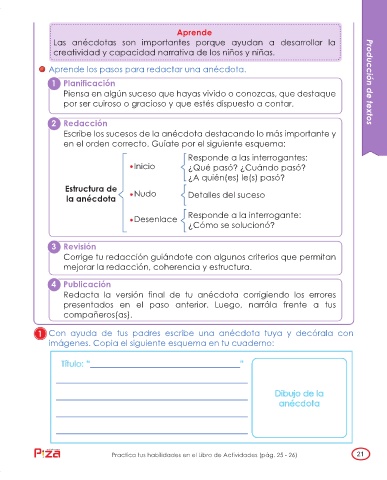 Aprende
Las anécdotas son importantes porque ayudan a desarrollar la
creatividad y capacidad narrativa de los niños y niñas.
Producción de textos
Aprende los pasos para redactar una anécdota.
1 Planificación
Piensa en algún suceso que hayas vivido o conozcas, que destaque
por ser cuiroso o gracioso y que estés dispuesto a contar.
2 Redacción
Escribe los sucesos de la anécdota destacando lo más importante y
en el orden correcto. Guíate por el siguiente esquema:
Estructura de
la anécdota
• Inicio
Responde a las interrogantes:
¿Qué pasó? ¿Cuándo pasó?
¿A quién(es) le(s) pasó?
• Nudo
Detalles del suceso
• Desenlace
Responde a la interrogante:
¿Cómo se solucionó?
3 Revisión
Corrige tu redacción guiándote con algunos criterios que permitan
mejorar la redacción, coherencia y estructura.
4 Publicación
Redacta la versión final de tu anécdota corrigiendo los errores
presentados en el paso anterior. Luego, narrála frente a tus
compañeros(as).
1 Con ayuda de tus padres escribe una anécdota tuya y decórala con
imágenes. Copia el siguiente esquema en tu cuaderno:
Título: “ ”
Dibujo de la
anécdota
Pizza
Practica tus habilidades en el Libro de Actividades (pág. 25 - 26)
21